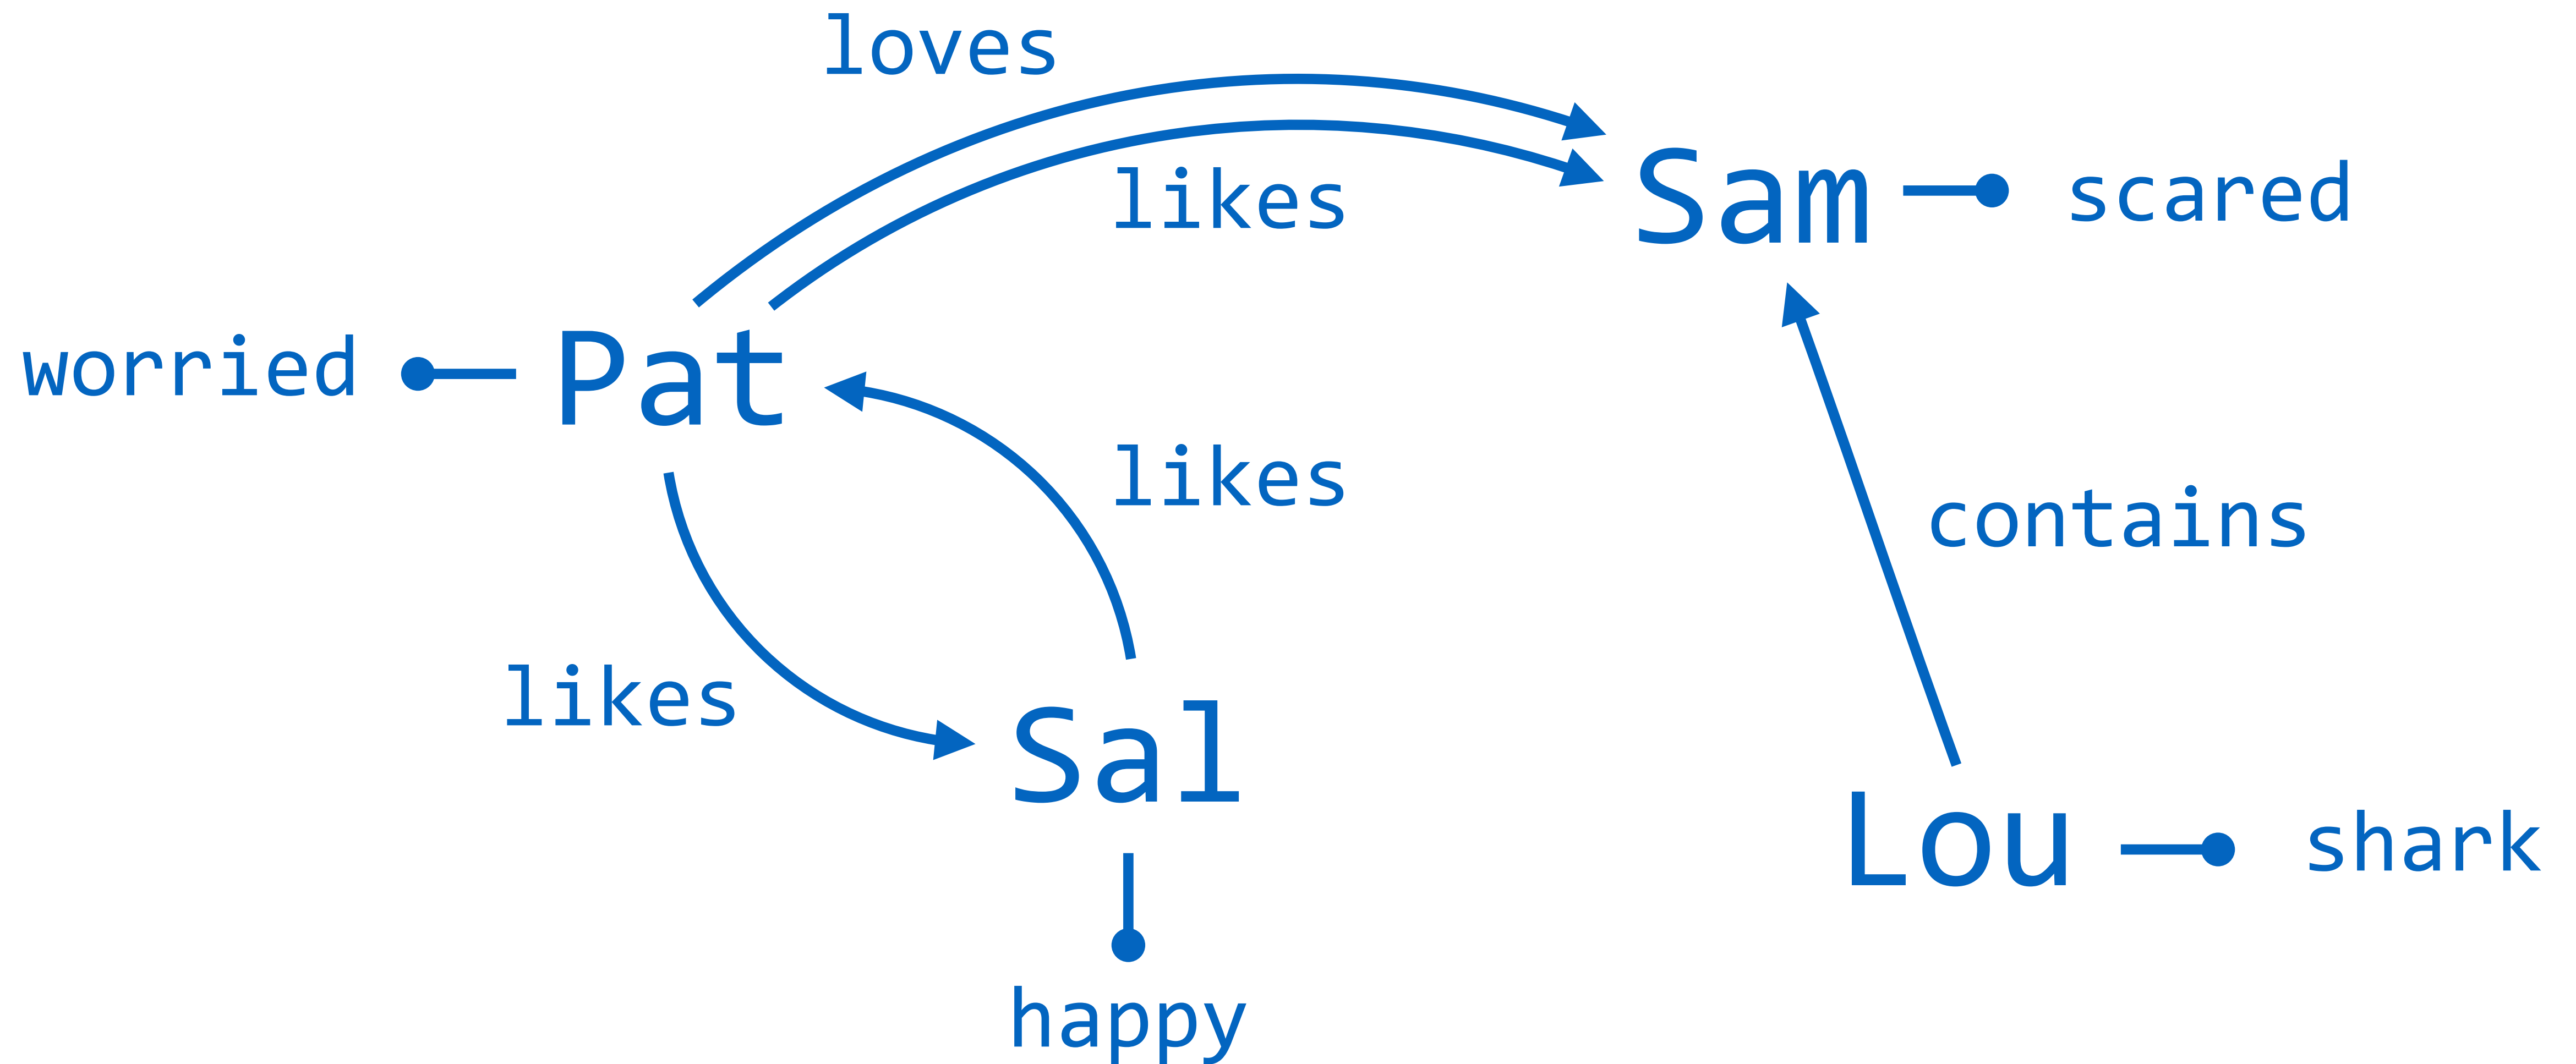 loves
likes
Sam
scared
worried
Pat
likes
contains
likes
Sal
Lou
shark
happy